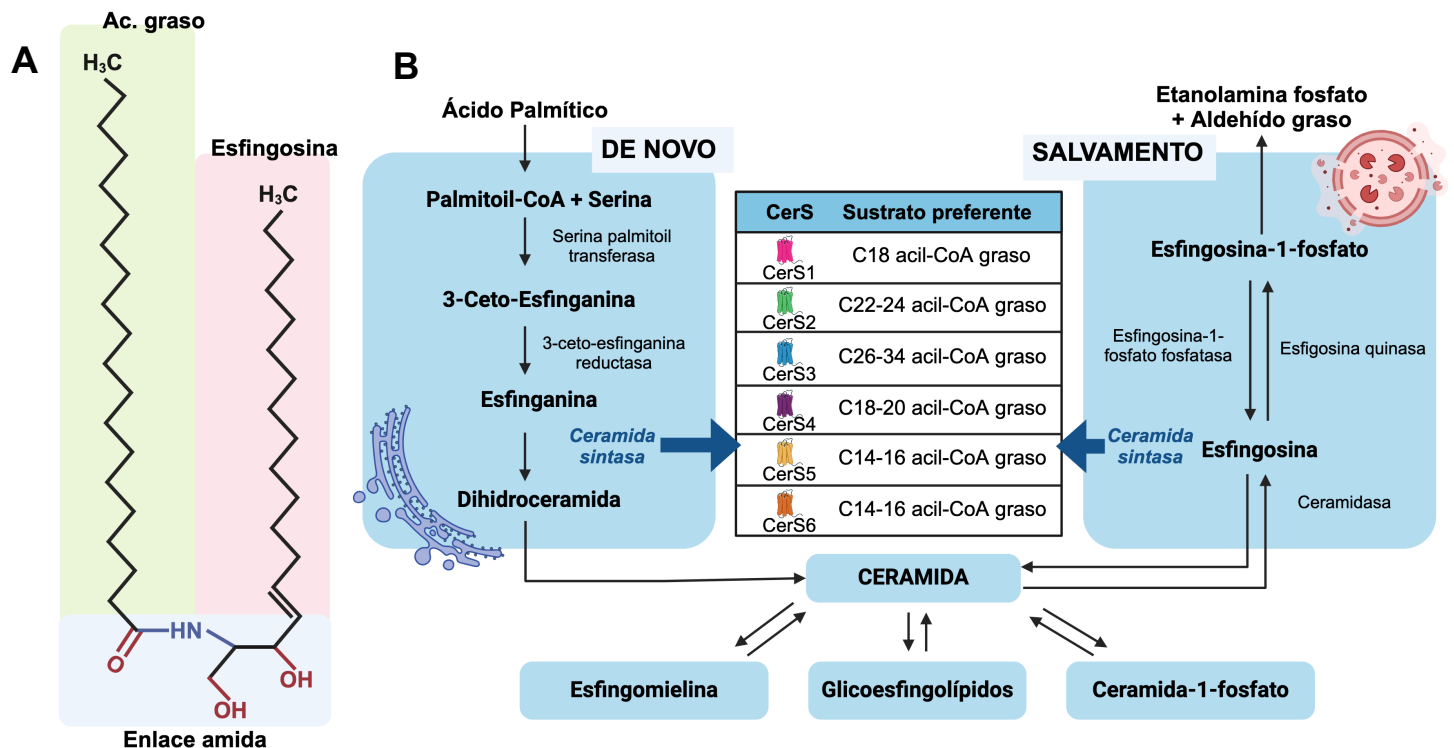 A
Ac. graso
H₃C
Esfingosina
H₃C
O
HN
OH
OH
Enlace amida
B
Ácido Palmítico
DE NOVO
Palmitoil-CoA + Serina
Serina palmitoil
transferasa
3-Ceto-Esfinganina
3-ceto-esfinganina
reductasa
Esfinganina
Ceramida
sintasa
Dihidroceramida
CerS Sustrato preferente
CerS1 C18 acil-CoA graso
CerS2 C22-24 acil-CoA graso
CerS3 C26-34 acil-CoA graso
CerS4 C18-20 acil-CoA graso
CerS5 C14-16 acil-CoA graso
CerS6 C14-16 acil-CoA graso
SALVAMENTO
Etanolamina fosfato
+ Aldehído graso
Esfingosina-1-fosfato
Esfingosina-1-
fosfato fosfatasa
Esfigosina quinasa
Ceramida
sintasa
Esfingosina
Ceramidasa
CERAMIDA
Esfingomielina
Glicoesfingolípidos
Ceramida-1-fosfato